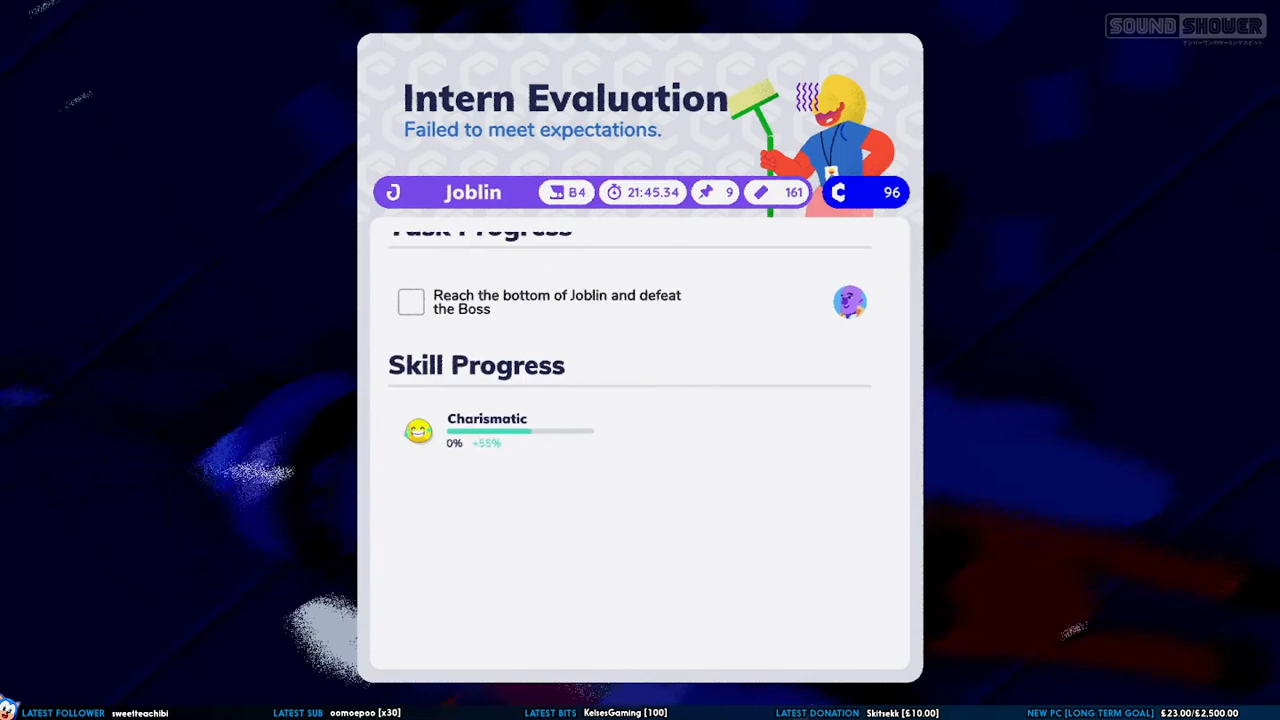 SOUND SHOWER
Intern Evaluation
Failed to meet expectations.
J Joblin B4 21:45.34 9 161 C 96
Task Progress
Reach the bottom of Joblin and defeat
the Boss
Skill Progress
Charismatic
0% +55%
LATEST FOLLOWER sweetteachibi LATEST SUB oomoepoo [x30] LATEST BITS KelsesGaming [100] LATEST DONATION Skitsekk [£10.00] NEW PC [LONG TERM GOAL] £23.00/£2,500.00